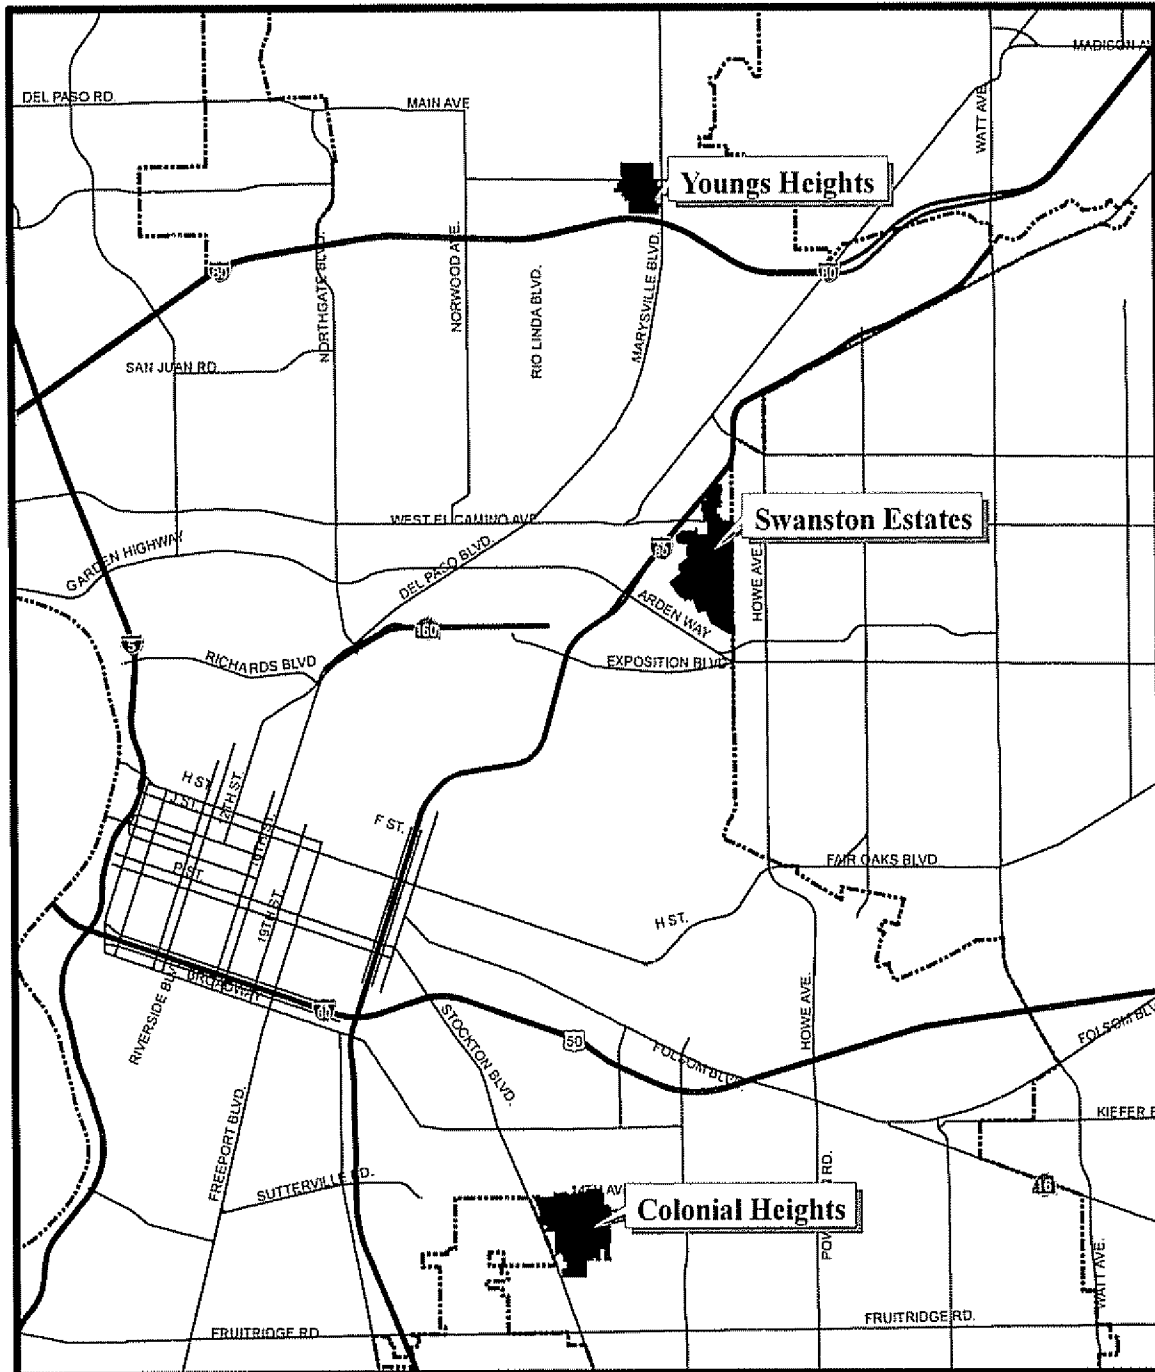 MADISON AV
DEL PASO RD.
MAIN AVE
WATT AVE.
Youngs Heights
80
80
NORTHGATE BLVD.
NORWOOD AVE.
RIO LINDA BLVD.
MARYSVILLE BLVD.
SAN JUAN RD.
WEST EL CAMINO AVE.
Swanston Estates
GARDEN HIGHWAY
DEL PASO BLVD.
80
HOWE AVE.
ARDEN WAY
5
160
RICHARDS BLVD
EXPOSITION BLVD.
H ST.
J ST.
12TH ST.
16TH ST.
F ST.
P ST.
19TH ST.
FAIR OAKS BLVD.
H ST.
BROADWAY
RIVERSIDE BLV
80
STOCKTON BLVD.
50
HOWE AVE.
FOLSOM BLVD.
FOLSOM BLV
KIEFER B
FREEPORT BLVD.
SUTTERVILLE RD.
14TH AV
16
Colonial Heights
POW
RD.
WATT AVE.
FRUITRIDGE RD.
FRUITRIDGE RD.